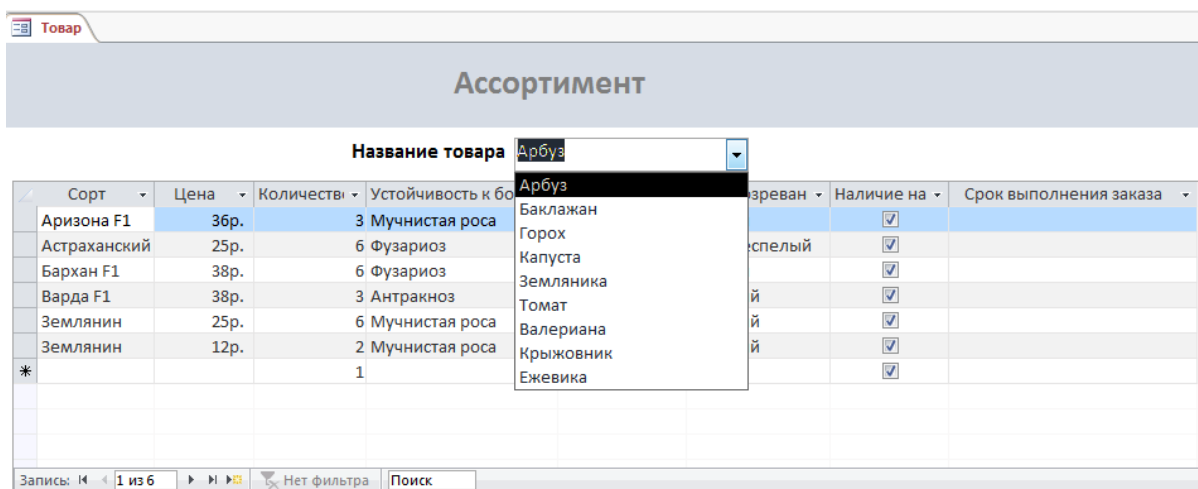 Товар
Ассортимент
Название товара Арбуз
Сорт Цена Количеств Устойчивость к бо зреван Наличие на Срок выполнения заказа
Арбуз
Баклажан
Горох
Капуста
Земляника
Томат
Валериана
Крыжовник
Ежевика
Аризона F1 36р. 3 Мучнистая роса
Астраханский 25р. 6 Фузариоз спелый
Бархан F1 38р. 6 Фузариоз
Варда F1 38р. 3 Антракноз й
Землянин 25р. 6 Мучнистая роса й
Землянин 12р. 2 Мучнистая роса й
* 1
Запись: 1 из 6 Нет фильтра Поиск